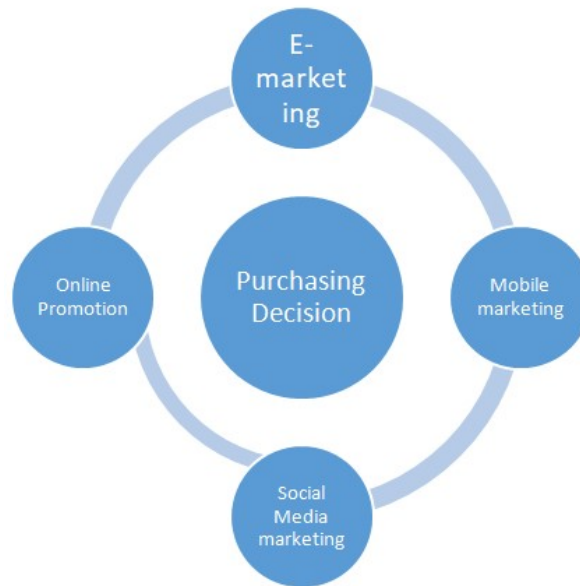 E-
market
ing
Online
Promotion
Purchasing
Decision
Mobile
marketing
Social
Media
marketing